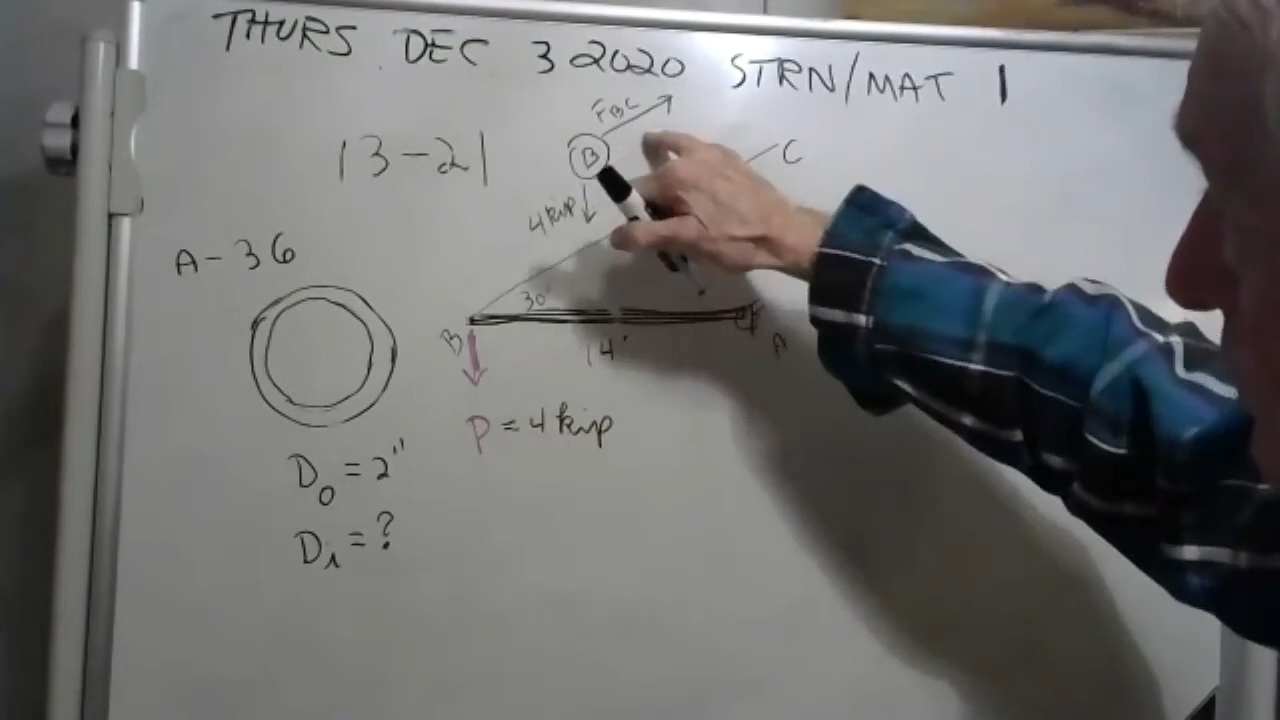 THURS DEC 3 2020 STRN/MAT 1
13-21
FBC
B
C
4 kip
A-36
30°
B
14'
A
P = 4 kip
Do = 2"
Di = ?